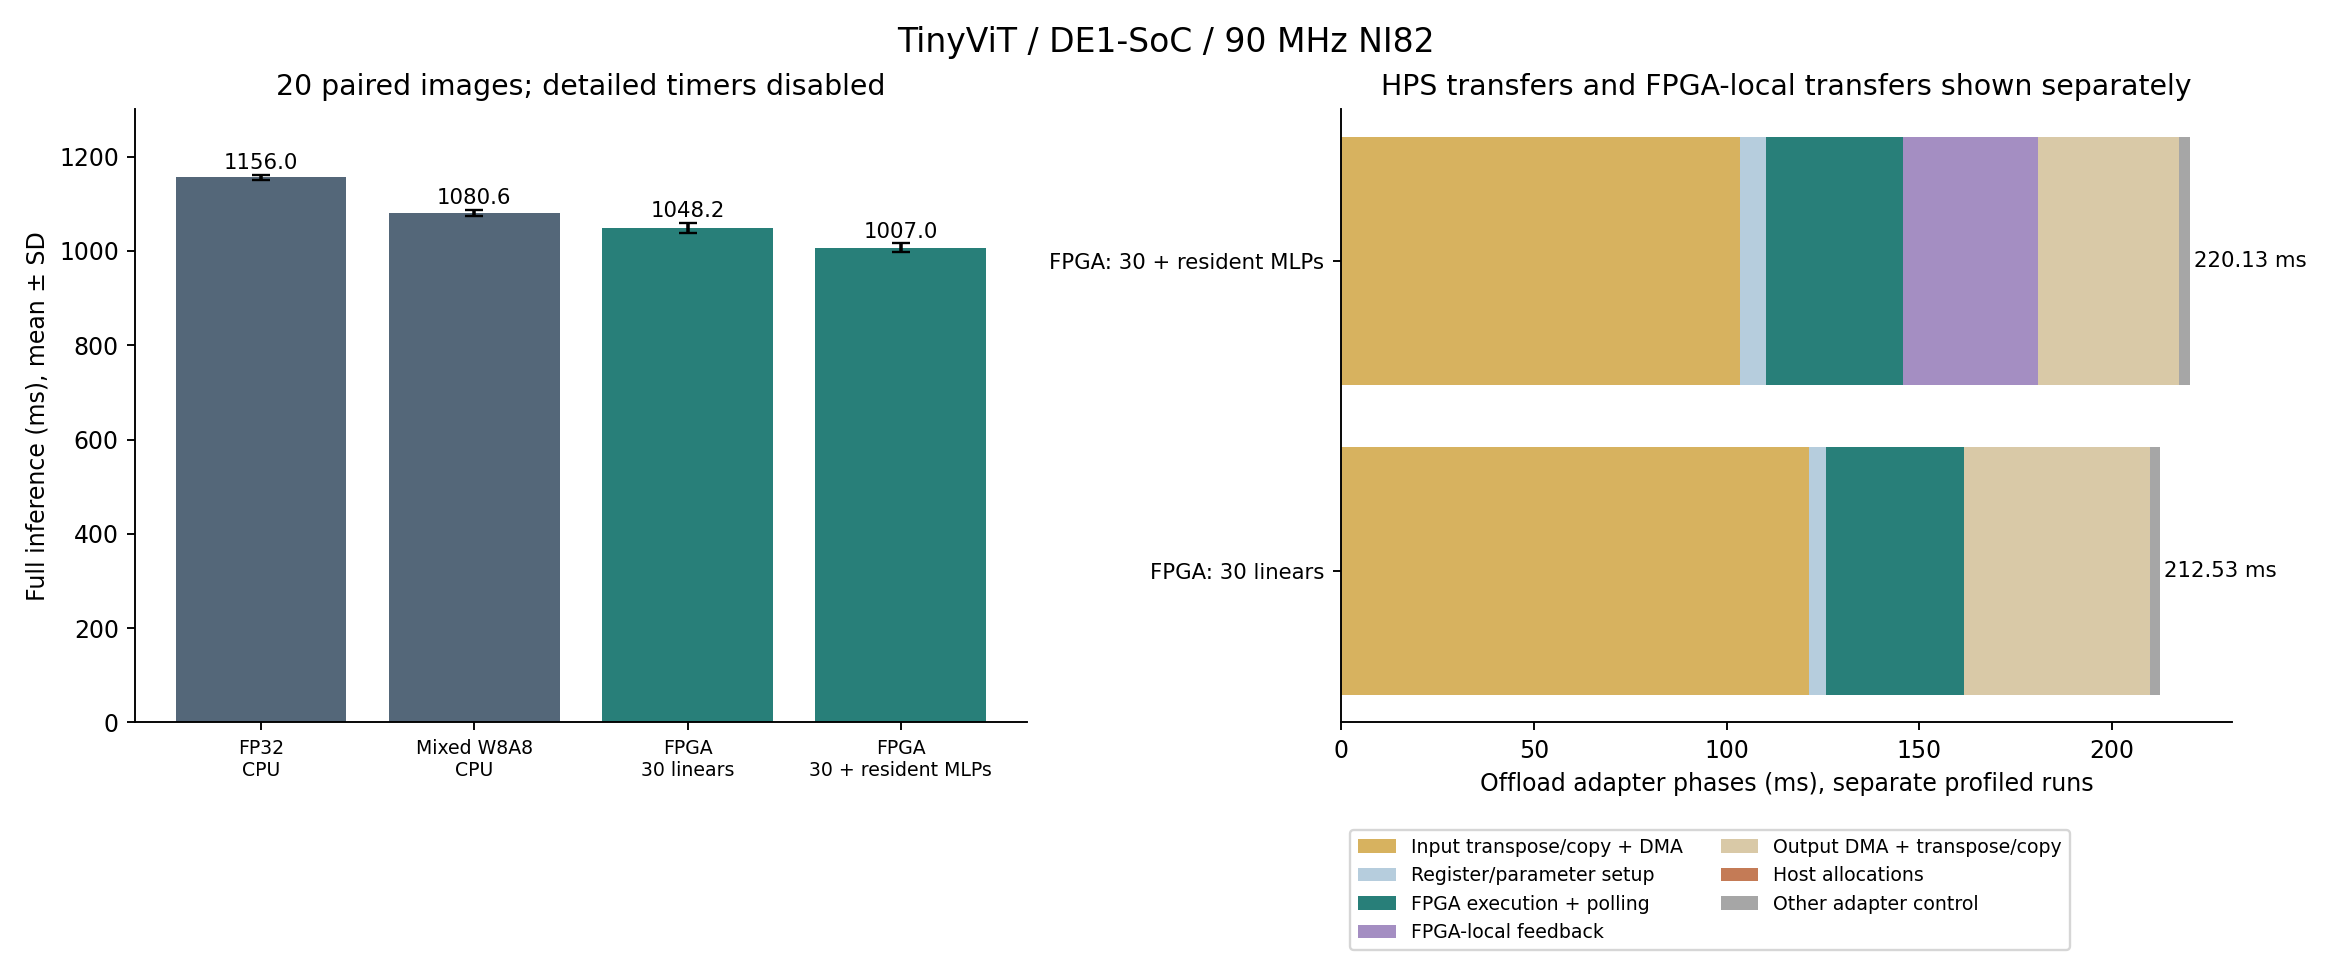 TinyViT / DE1-SoC / 90 MHz NI82
20 paired images; detailed timers disabled
Full inference (ms), mean ± SD
1200
1000
800
600
400
200
0
1156.0
1080.6
1048.2
1007.0
FP32
CPU
Mixed W8A8
CPU
FPGA
30 linears
FPGA
30 + resident MLPs
HPS transfers and FPGA-local transfers shown separately
FPGA: 30 + resident MLPs
220.13 ms
FPGA: 30 linears
212.53 ms
0
50
100
150
200
Offload adapter phases (ms), separate profiled runs
Input transpose/copy + DMA
Register/parameter setup
FPGA execution + polling
FPGA-local feedback
Output DMA + transpose/copy
Host allocations
Other adapter control